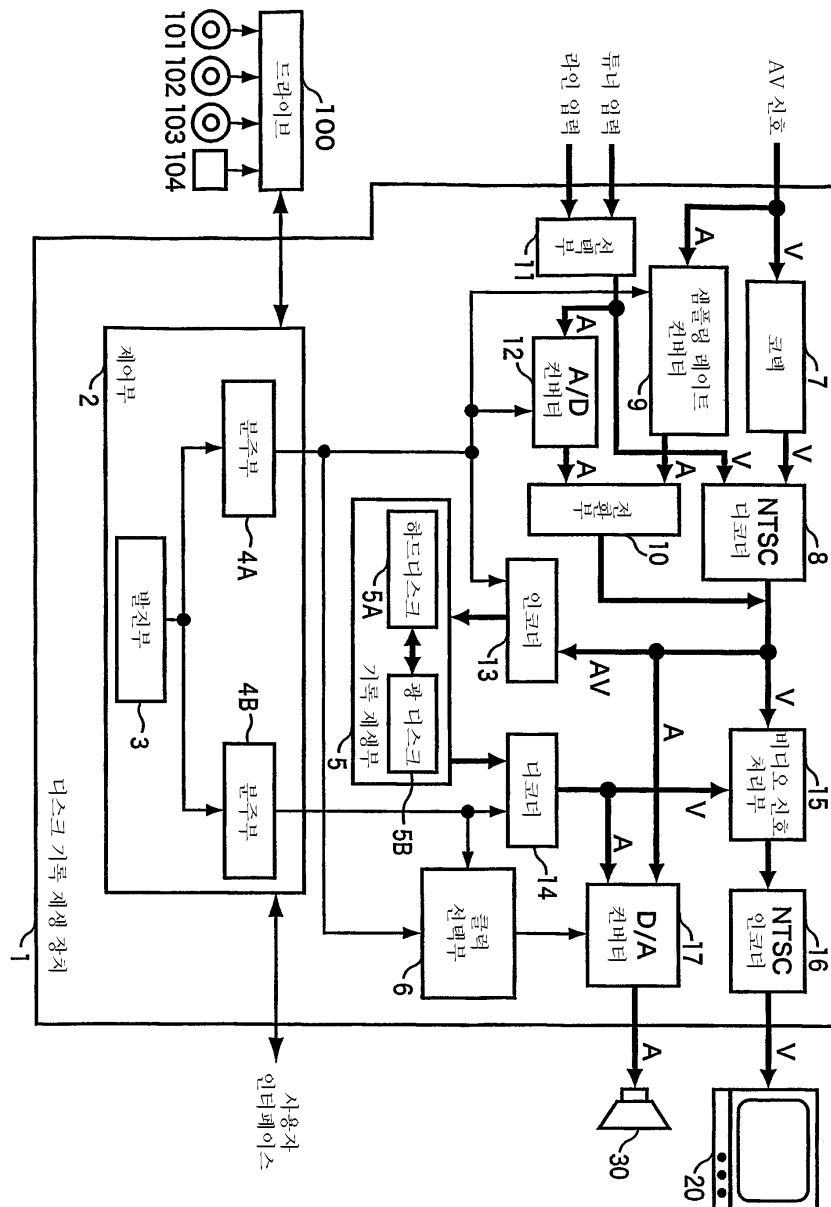 AV 신호
V
코덱
7
V
NTSC
디코더
8
V
비디오 신호
처리부
15
NTSC
인코더
16
V
20
A
샘플링 레이트
컨버터
9
A
V
튜너 입력
라인 입력
선택부
11
A
A/D
컨버터
12
A
전환부
10
A
V
A
D/A
컨버터
17
A
30
AV
인코더
13
디코더
14
클럭
선택부
6
하드디스크
5A
광 디스크
5B
기록 재생부
5
드라이브
100
101
102
103
104
제어부
2
분주부
4A
발진부
3
분주부
4B
사용자
인터페이스
디스크 기록 재생 장치
1